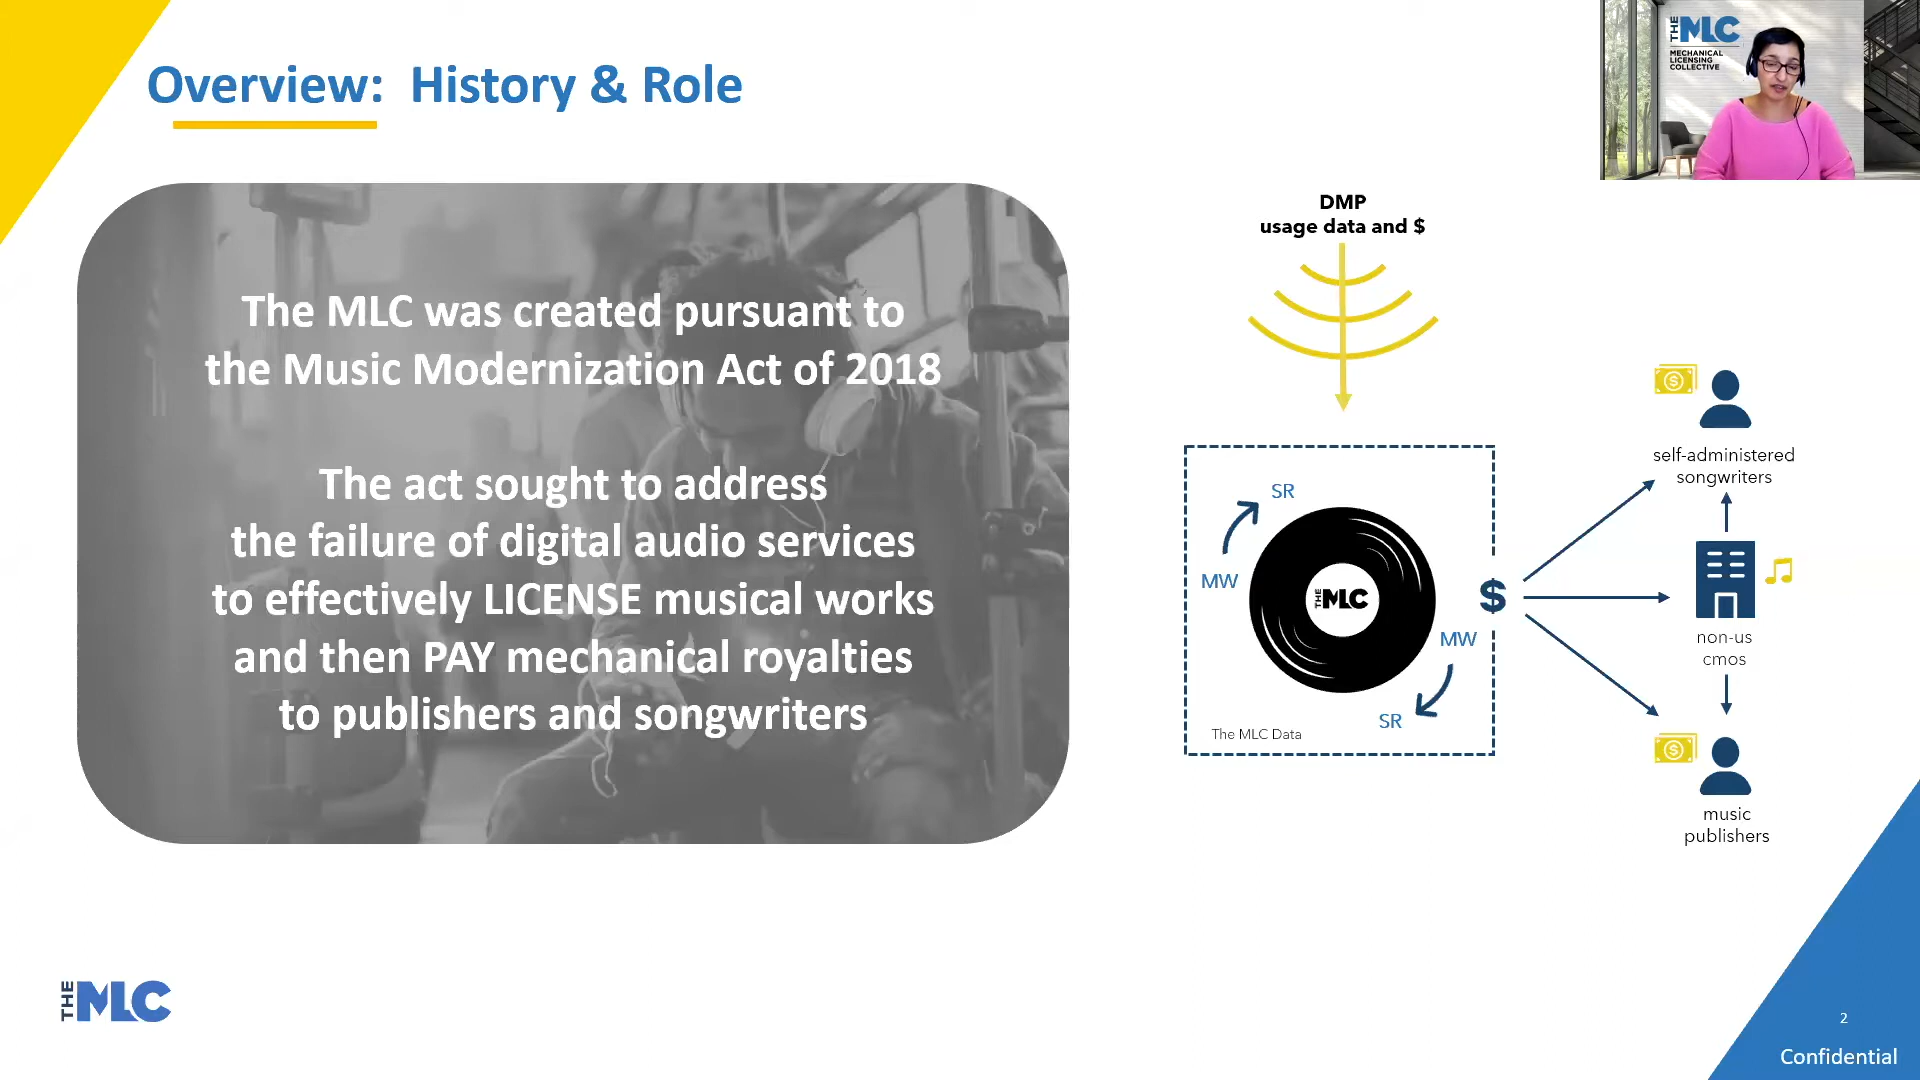 Overview: History & Role
THE MLC
MECHANICAL
LICENSING
COLLECTIVE
The MLC was created pursuant to
the Music Modernization Act of 2018
The act sought to address
the failure of digital audio services
to effectively LICENSE musical works
and then PAY mechanical royalties
to publishers and songwriters
DMP
usage data and $
SR
MW
THE MLC
MW
SR
The MLC Data
$
$
self-administered
songwriters
non-us
cmos
$
music
publishers
THE MLC
2
Confidential